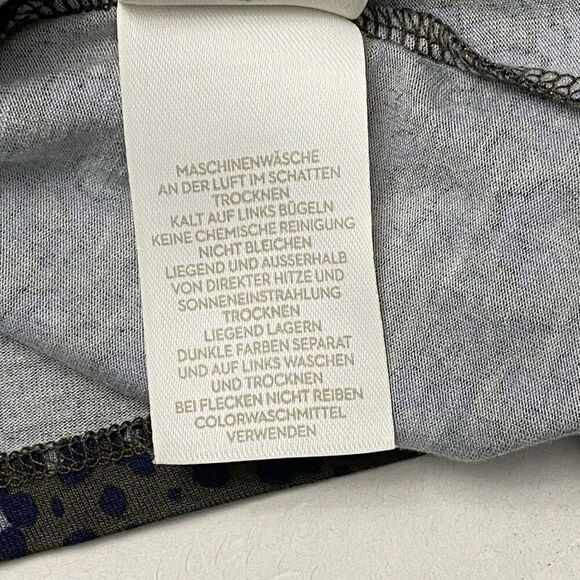 MASCHINENWÄSCHE
AN DER LUFT IM SCHATTEN
TROCKNEN
KALT AUF LINKS BÜGELN
KEINE CHEMISCHE REINIGUNG
NICHT BLEICHEN
LIEGEND UND AUSSERHALB
VON DIREKTER HITZE UND
SONNENEINSTRAHLUNG
TROCKNEN
LIEGEND LAGERN
DUNKLE FARBEN SEPARAT
UND AUF LINKS WASCHEN
UND TROCKNEN
BEI FLECKEN NICHT REIBEN
COLORWASCHMITTEL
VERWENDEN